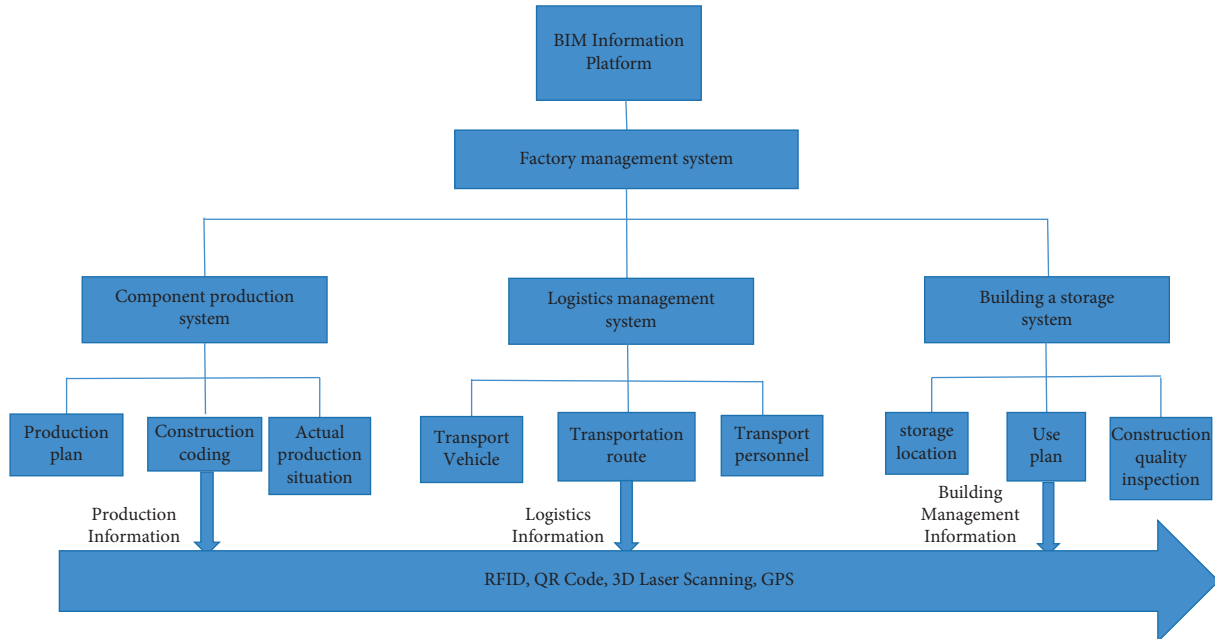 BIM Information
Platform
Factory management system
Component production
system
Logistics management
system
Building a storage
system
Production
plan
Construction
coding
Actual
production
situation
Transport
Vehicle
Transportation
route
Transport
personnel
storage
location
Use
plan
Construction
quality
inspection
Production
Information
Logistics
Information
Building
Management
Information
RFID, QR Code, 3D Laser Scanning, GPS